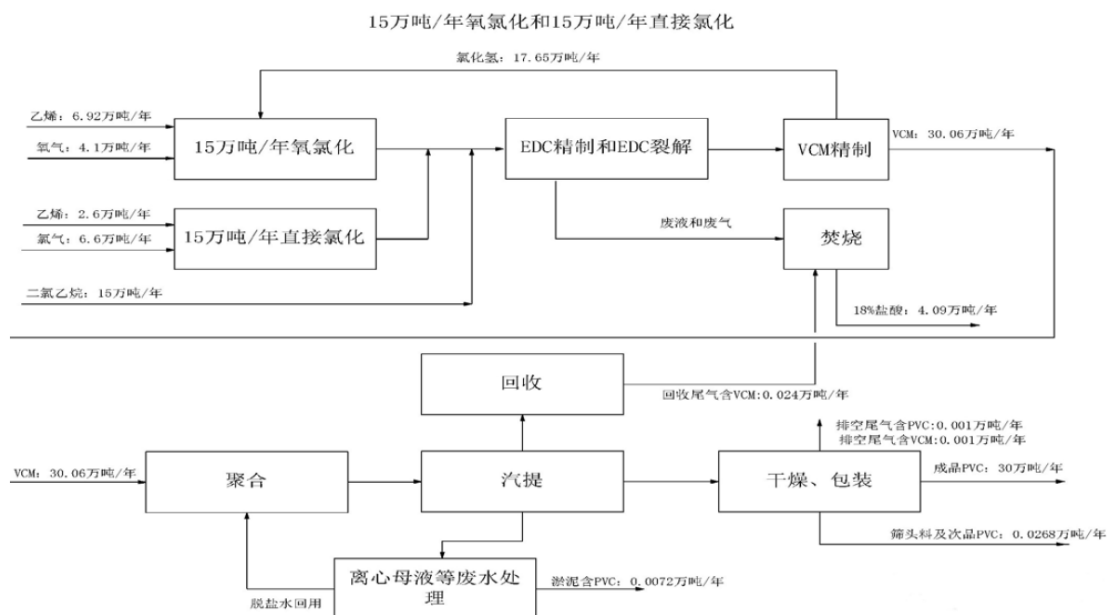 15万吨/年氧氯化和15万吨/年直接氯化
氯化氢：17.65万吨/年
乙烯：6.92万吨/年
氧气：4.1万吨/年
15万吨/年氧氯化
EDC精制和EDC裂解
VCM精制
VCM：30.06万吨/年
乙烯：2.6万吨/年
氯气：6.6万吨/年
15万吨/年直接氯化
废液和废气
焚烧
二氯乙烷：15万吨/年
18%盐酸：4.09万吨/年
回收
回收尾气含VCM:0.024万吨/年
排空尾气含PVC:0.001万吨/年
排空尾气含VCM:0.001万吨/年
VCM：30.06万吨/年
聚合
汽提
干燥、包装
成品PVC：30万吨/年
筛头料及次品PVC：0.0268万吨/年
离心母液等废水处
理
淤泥含PVC：0.0072万吨/年
脱盐水回用